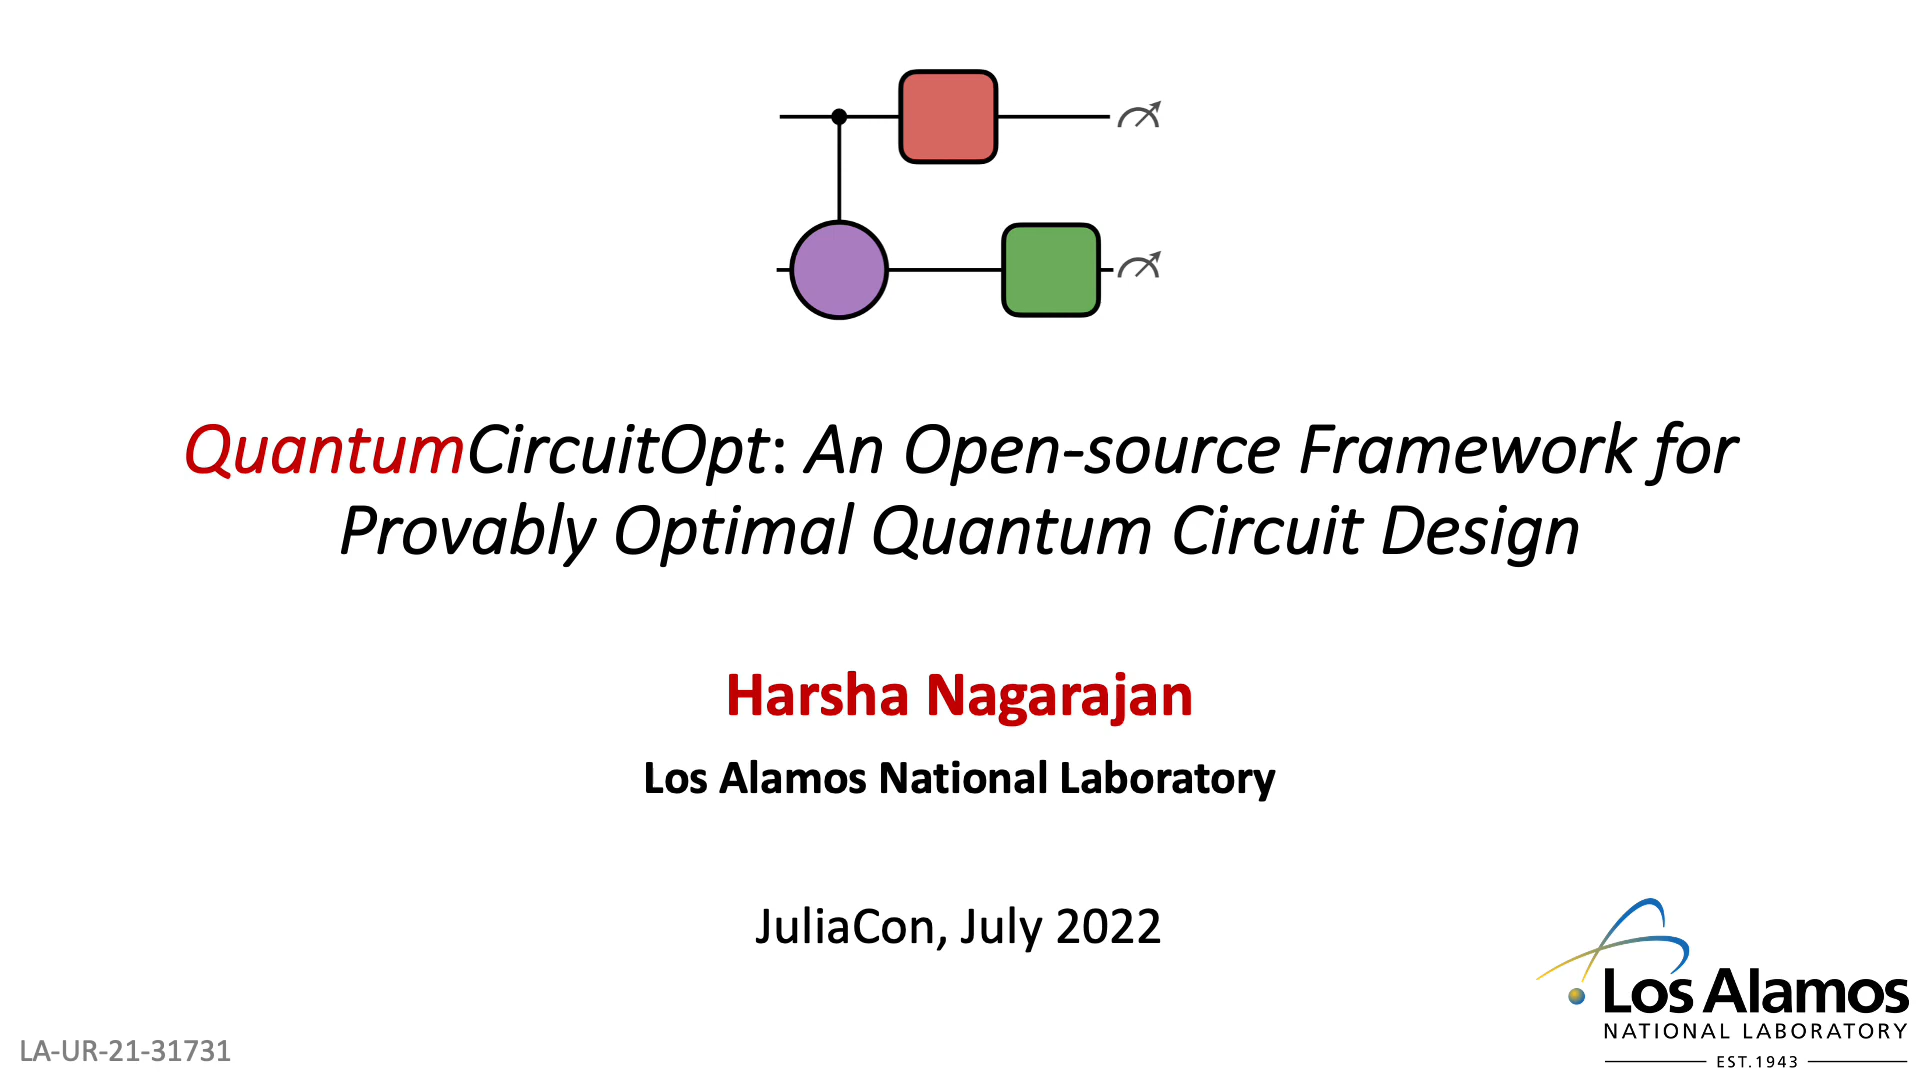 QuantumCircuitOpt: An Open-source Framework for
Provably Optimal Quantum Circuit Design
Harsha Nagarajan
Los Alamos National Laboratory
JuliaCon, July 2022
Los Alamos
NATIONAL LABORATORY
EST.1943
LA-UR-21-31731